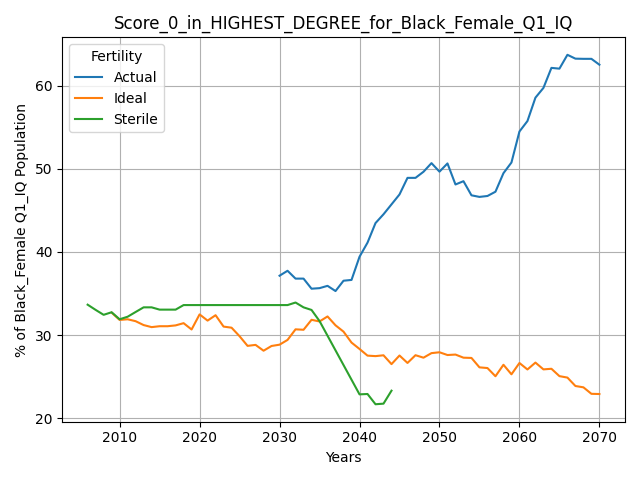 Score_0_in_HIGHEST_DEGREE_for_Black_Female_Q1_IQ
Fertility
Actual
Ideal
Sterile
% of Black_Female Q1_IQ Population
60
50
40
30
20
2010
2020
2030
2040
2050
2060
2070
Years